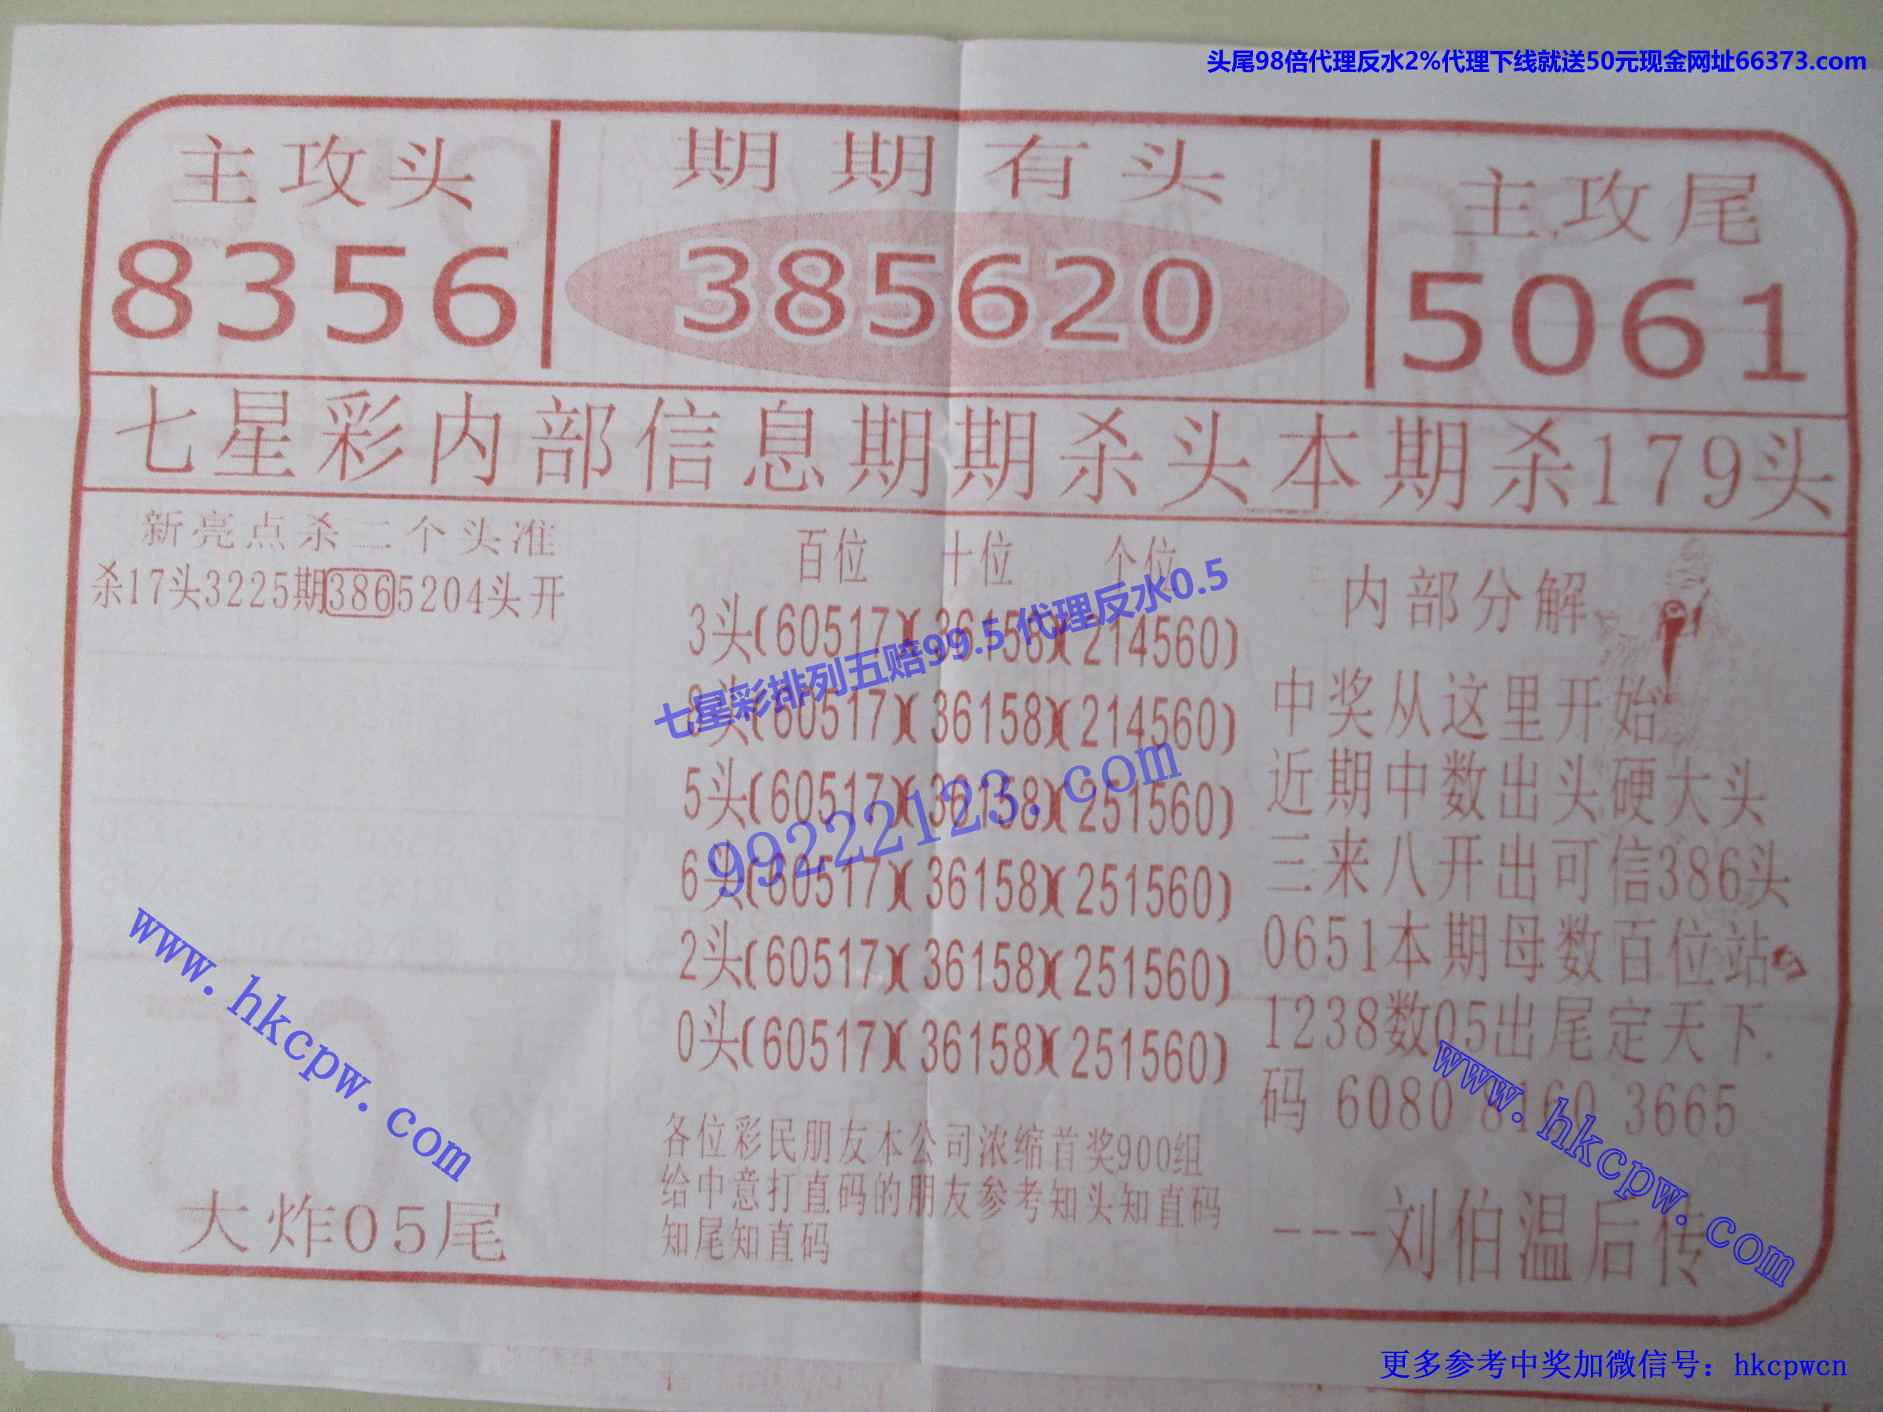 头尾98倍代理反水2%代理下线就送50元现金网址66373.com
主攻头
8356
期期有头
385620
主攻尾
5061
七星彩内部信息期期杀头本期杀179头
新亮点杀二个头准
杀17头3225期3865204头开
大炸05尾
百位 十位 个位
3头(60517)(36158)(214560)
8头(60517)(36158)(214560)
5头(60517)(36158)(251560)
6头(60517)(36158)(251560)
2头(60517)(36158)(251560)
0头(60517)(36158)(251560)
七星彩排列五赔99.5 代理反水0.5
99222123.com
各位彩民朋友本公司浓缩首奖900组
给中意打直码的朋友参考知头知直码
知尾知直码
内部分解
中奖从这里开始
近期中数出头硬大头
三来八开出可信386头
0651本期母数百位站
1238数05出尾定天下.
码 6080 8160 3665
---刘伯温后传
www.hkcpw.com
www.hkcpw.com
更多参考中奖加微信号：hkcpwcn